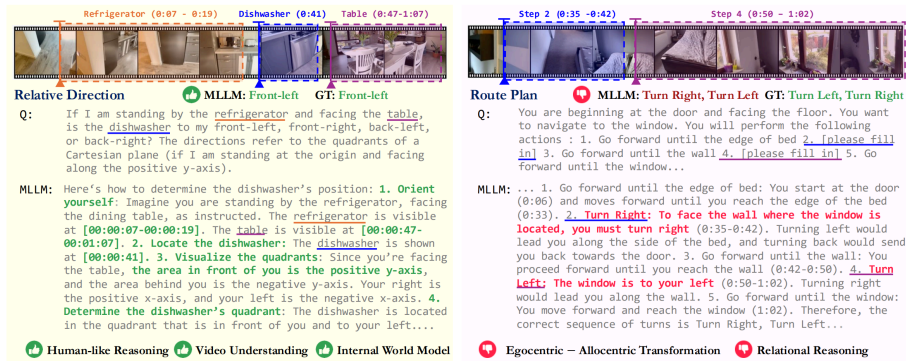 Refrigerator (0:07 - 0:19) Dishwasher (0:41) Table (0:47-1:07)
Relative Direction MLLM: Front-left GT: Front-left
Q: If I am standing by the refrigerator and facing the table,
is the dishwasher to my front-left, front-right, back-left,
or back-right? The directions refer to the quadrants of a
Cartesian plane (if I am standing at the origin and facing
along the positive y-axis).
MLLM: Here's how to determine the dishwasher's position: 1. Orient
yourself: Imagine you are standing by the refrigerator, facing
the dining table, as instructed. The refrigerator is visible
at [00:00:07-00:00:19]. The table is visible at [00:00:47-
00:01:07]. 2. Locate the dishwasher: The dishwasher is shown
at [00:00:41]. 3. Visualize the quadrants: Since you're facing
the table, the area in front of you is the positive y-axis,
and the area behind you is the negative y-axis. Your right is
the positive x-axis, and your left is the negative x-axis. 4.
Determine the dishwasher's quadrant: The dishwasher is located
in the quadrant that is in front of you and to your left....
Human-like Reasoning Video Understanding Internal World Model
Step 2 (0:35 -0:42) Step 4 (0:50 - 1:02)
Route Plan MLLM: Turn Right, Turn Left GT: Turn Left, Turn Right
Q: You are beginning at the door and facing the floor. You want
to navigate to the window. You will perform the following
actions : 1. Go forward until the edge of bed 2. [please fill
in] 3. Go forward until the wall 4. [please fill in] 5. Go
forward until the window...
MLLM: ... 1. Go forward until the edge of bed: You start at the door
(0:06) and moves forward until you reach the edge of the bed
(0:33). 2. Turn Right: To face the wall where the window is
located, you must turn right (0:35-0:42). Turning left would
lead you along the side of the bed, and turning back would send
you back towards the door. 3. Go forward until the wall: You
proceed forward until you reach the wall (0:42-0:50). 4. Turn
Left: The window is to your left (0:50-1:02). Turning right
would lead you along the wall. 5. Go forward until the window:
You move forward and reach the window (1:02). Therefore, the
correct sequence of turns is Turn Right, Turn Left...
Egocentric – Allocentric Transformation Relational Reasoning